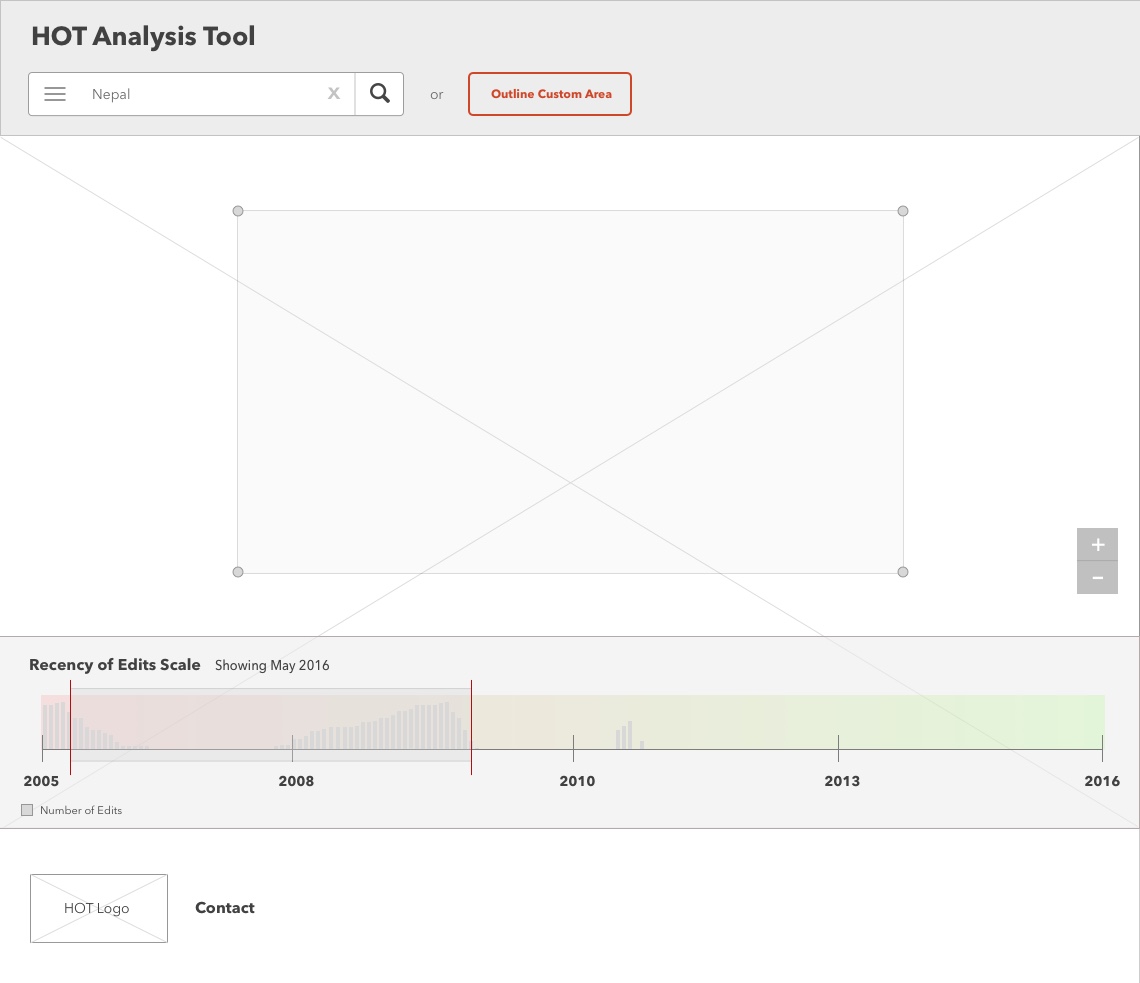 HOT Analysis Tool
Nepal X or Outline Custom Area
+
−
Recency of Edits Scale Showing May 2016
2005 2008 2010 2013 2016
Number of Edits
HOT Logo Contact